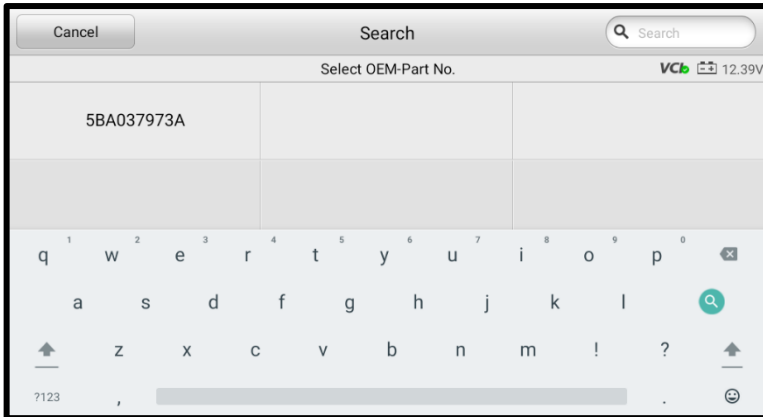 Cancel Search Search
Select OEM-Part No. VCI 12.39V
5BA037973A
1 2 3 4 5 6 7 8 9 0
q w e r t y u i o p
a s d f g h j k l
z x c v b n m ! ?
?123 , .